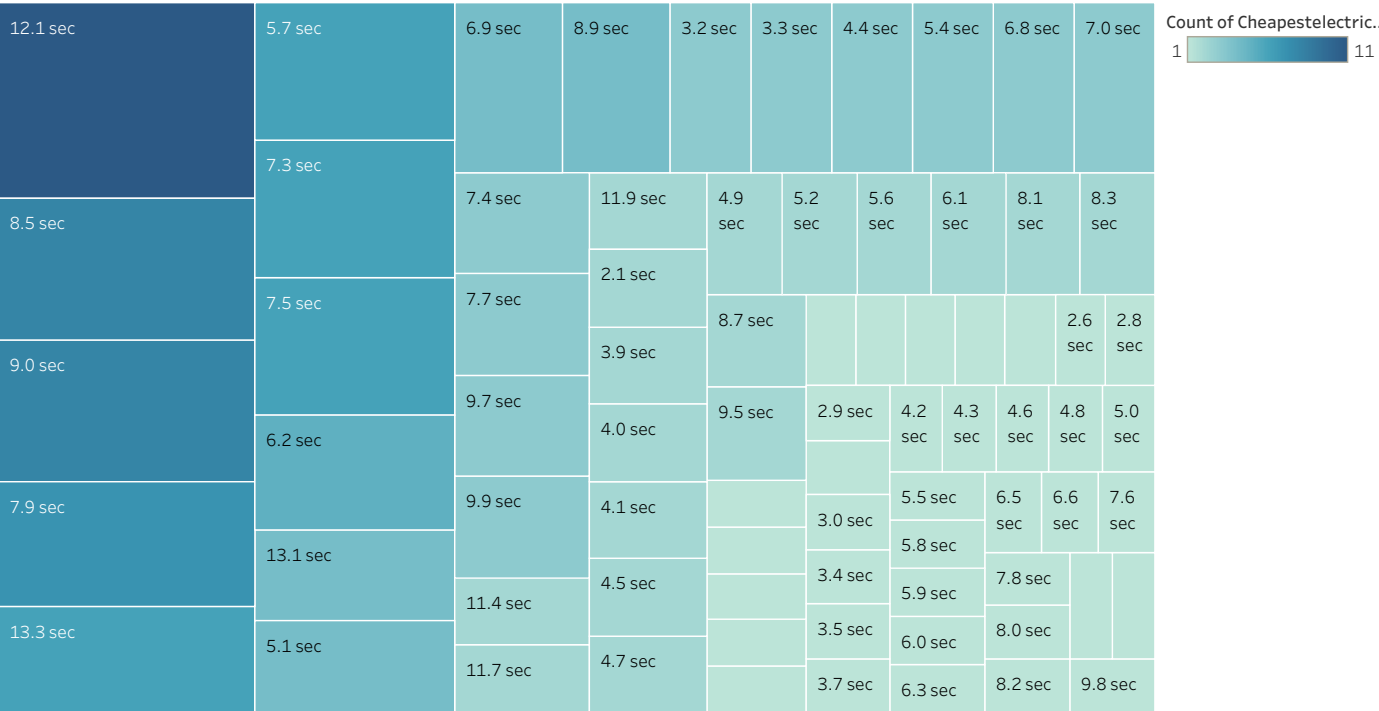 12.1 sec
8.5 sec
9.0 sec
7.9 sec
13.3 sec
5.7 sec
7.3 sec
7.5 sec
6.2 sec
13.1 sec
5.1 sec
6.9 sec
8.9 sec
3.2 sec
3.3 sec
4.4 sec
5.4 sec
6.8 sec
7.0 sec
7.4 sec
7.7 sec
9.7 sec
9.9 sec
11.4 sec
11.7 sec
11.9 sec
2.1 sec
3.9 sec
4.0 sec
4.1 sec
4.5 sec
4.7 sec
4.9
sec
5.2
sec
5.6
sec
6.1
sec
8.1
sec
8.3
sec
8.7 sec
9.5 sec
2.6
sec
2.8
sec
2.9 sec
3.0 sec
3.4 sec
3.5 sec
3.7 sec
4.2
sec
4.3
sec
4.6
sec
4.8
sec
5.0
sec
5.5 sec
5.8 sec
5.9 sec
6.0 sec
6.3 sec
6.5
sec
6.6
sec
7.6
sec
7.8 sec
8.0 sec
8.2 sec
9.8 sec
Count of Cheapestelectric..
1
11